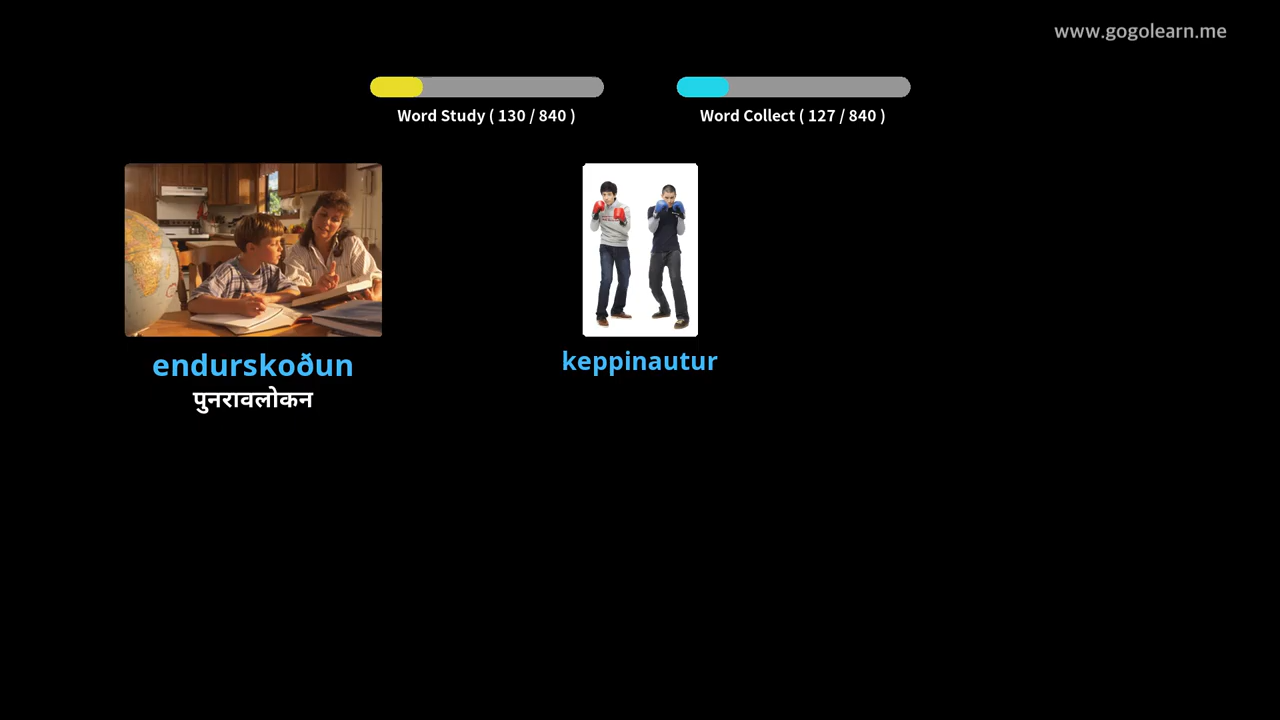 www.gogolearn.me
Word Study ( 130 / 840 )
Word Collect ( 127 / 840 )
endurskoðun
पुनरावलोकन
keppinautur